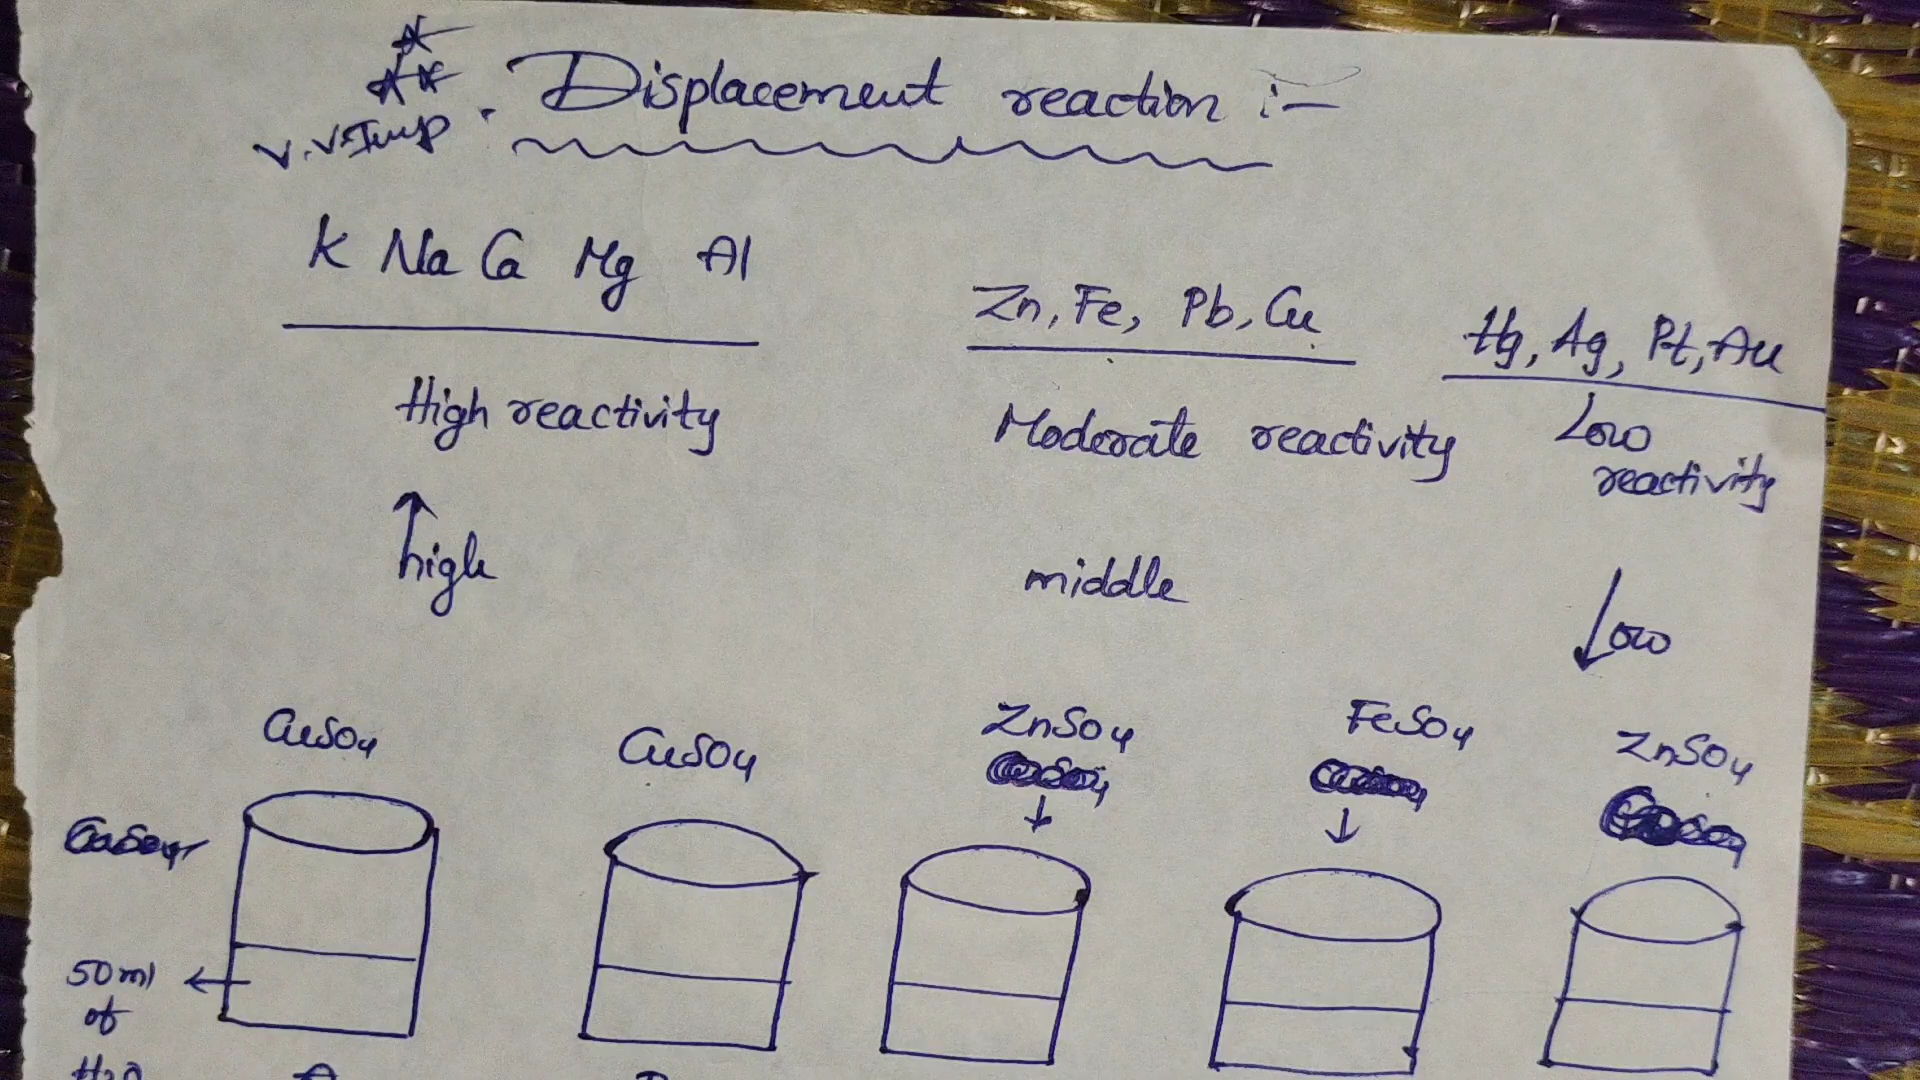 V.V.Imp . Displacement reaction :-
K Na Ca Mg Al
Zn, Fe, Pb, Cu
Hg, Ag, Pt, Au
High reactivity
Moderate reactivity
Low
reactivity
high
middle
low
CuSO4
CuSO4
ZnSO4
FeSO4
ZnSO4
50ml
of
H2O